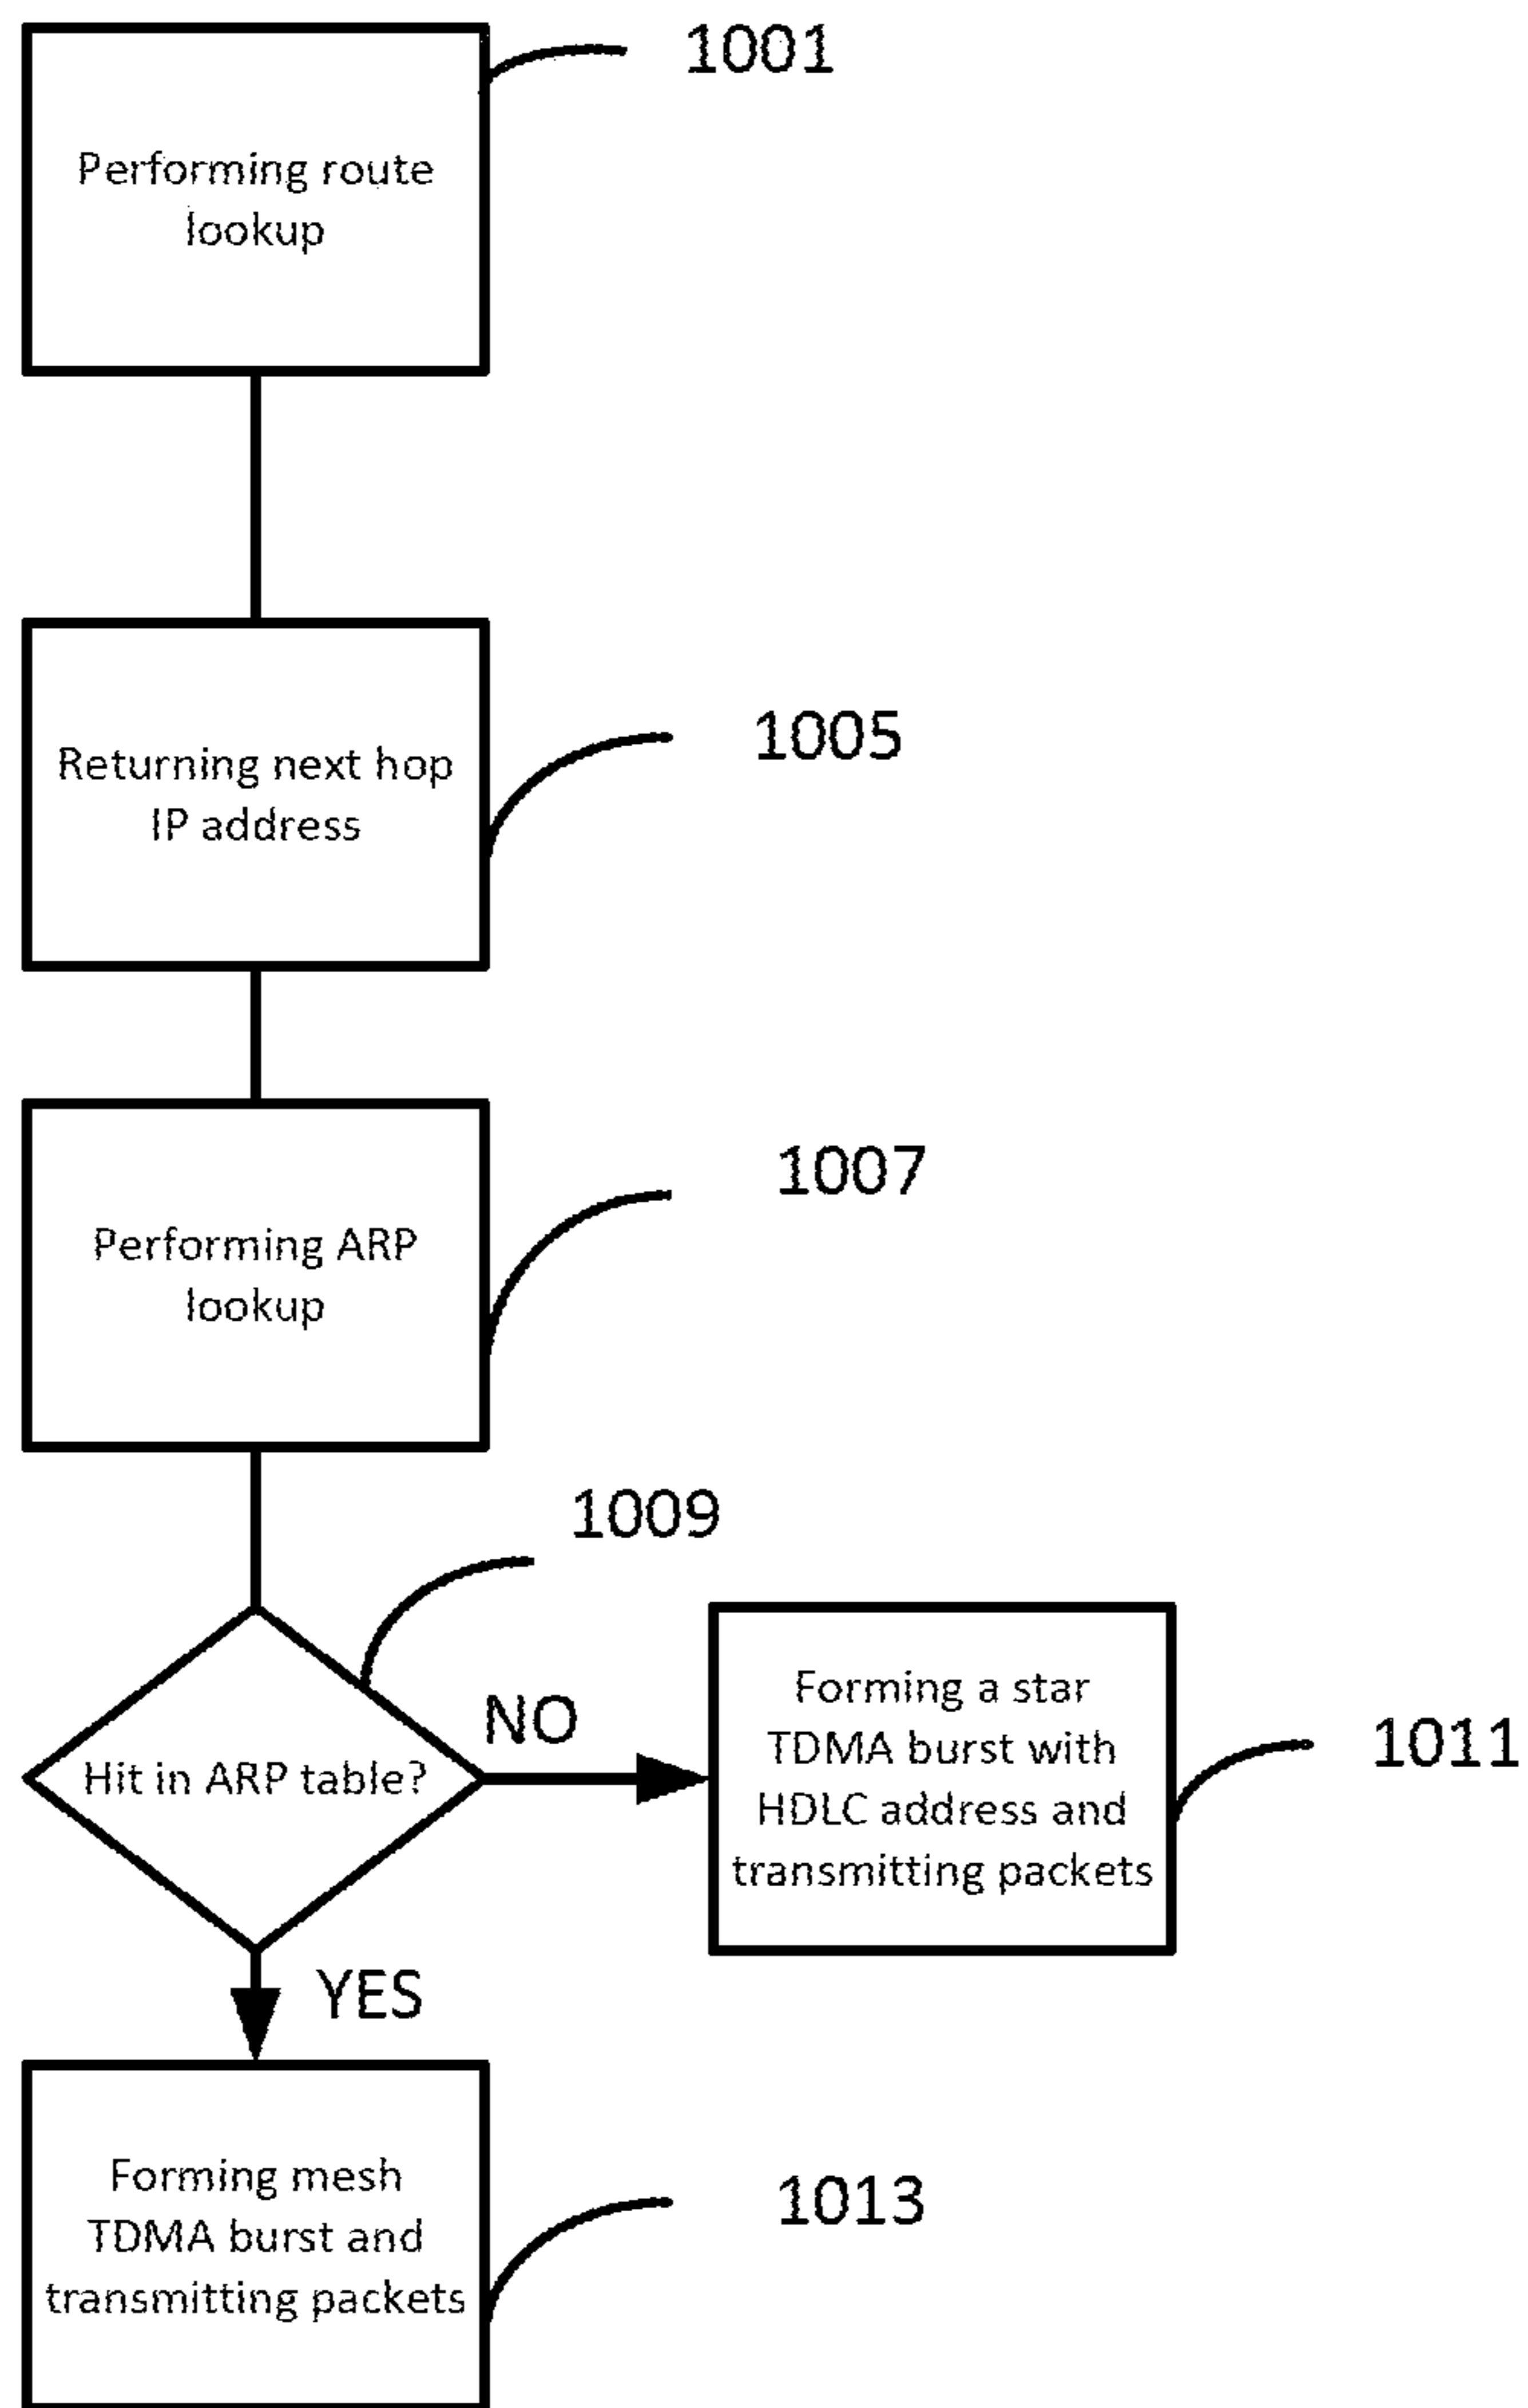 1001
Performing route
lookup
1005
Returning next hop
IP address
1007
Performing ARP
lookup
1009
Hit in ARP table?
NO
Forming a star
TDMA burst with
HDLC address and
transmitting packets
1011
YES
Forming mesh
TDMA burst and
transmitting packets
1013